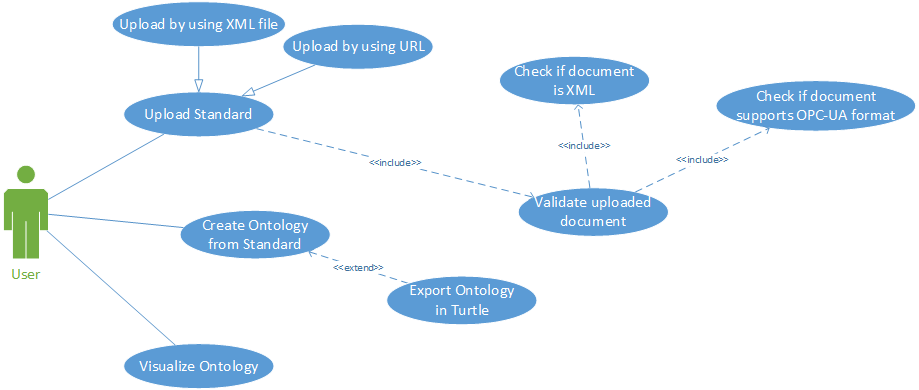 Upload by using XML file
Upload by using URL
Check if document
is XML
Check if document
supports OPC-UA format
Upload Standard
<<include>>
<<include>>
<<include>>
Validate uploaded
document
Create Ontology
from Standard
User
<<extend>>
Export Ontology
in Turtle
Visualize Ontology